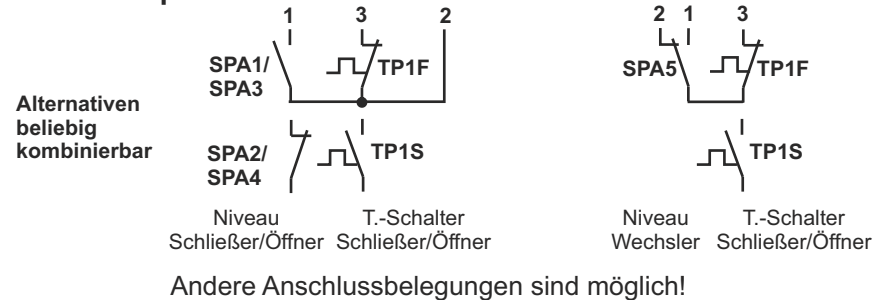 1 3 2
SPA1/
SPA3
TP1F
Alternativen
beliebig
kombinierbar
SPA2/
SPA4
TP1S
Niveau
Schließer/Öffner
T.-Schalter
Schließer/Öffner
2 1 3
SPA5
TP1F
TP1S
Niveau
Wechsler
T.-Schalter
Schließer/Öffner
Andere Anschlussbelegungen sind möglich!